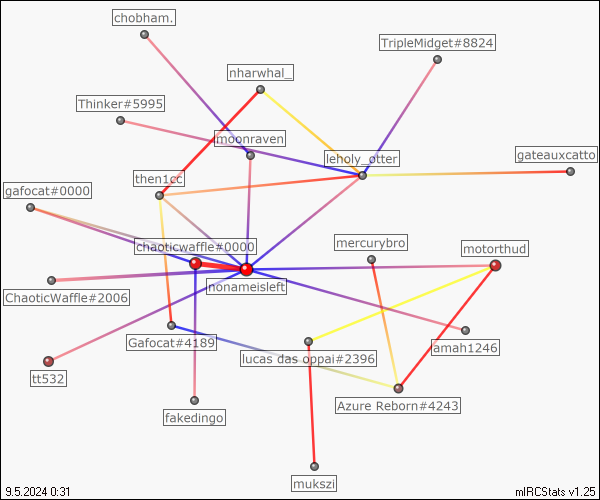 chobham.
TripleMidget#8824
nharwhal_
Thinker#5995
moonraven
leholy_otter
gateauxcatto
then1cc
gafocat#0000
chaoticwaffle#0000
mercurybro
motorthud
nonameisleft
ChaoticWaffle#2006
Gafocat#4189
lucas das oppai#2396
amah1246
tt532
Azure Reborn#4243
fakedingo
mukszi
9.5.2024 0:31
mIRCStats v1.25